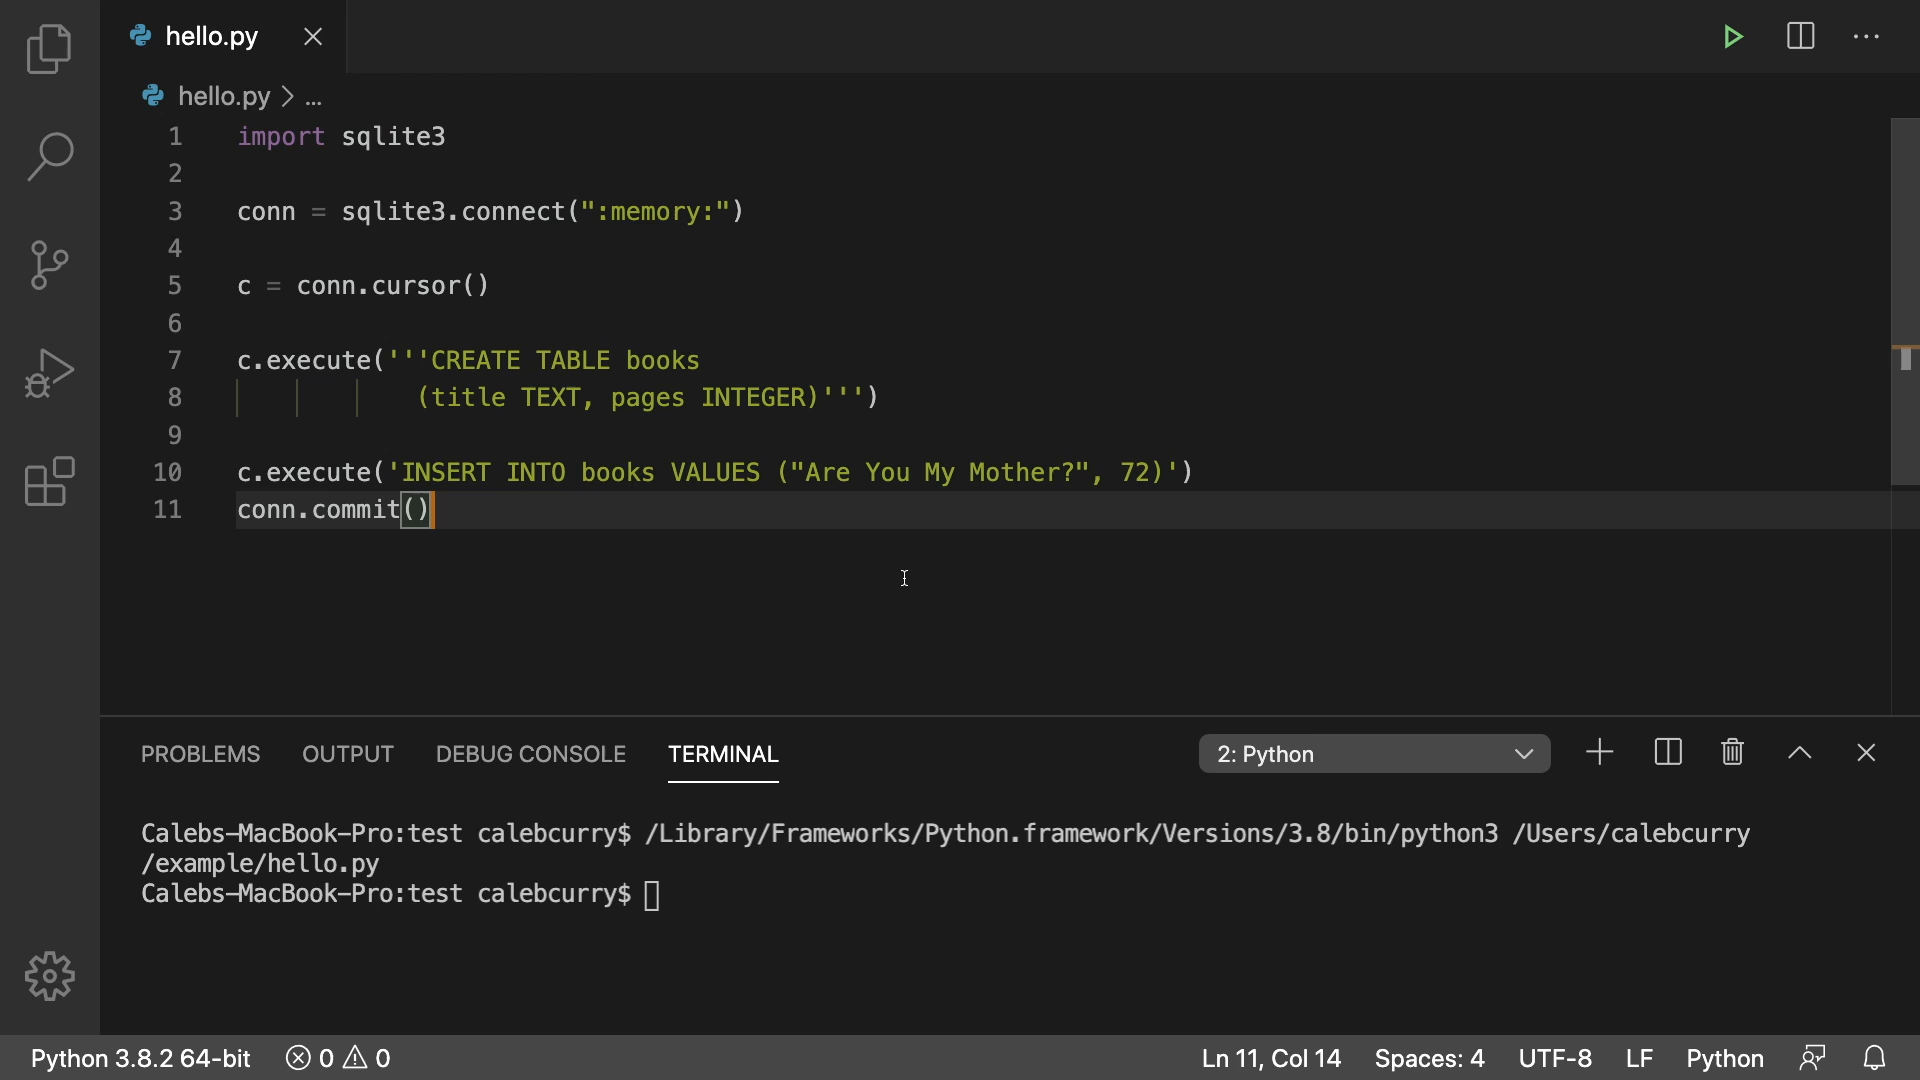 hello.py
hello.py > ...
1 import sqlite3
2
3 conn = sqlite3.connect(":memory:")
4
5 c = conn.cursor()
6
7 c.execute('''CREATE TABLE books
8 (title TEXT, pages INTEGER)''')
9
10 c.execute('INSERT INTO books VALUES ("Are You My Mother?", 72)')
11 conn.commit()
PROBLEMS OUTPUT DEBUG CONSOLE TERMINAL 2: Python
Calebs-MacBook-Pro:test calebcurry$ /Library/Frameworks/Python.framework/Versions/3.8/bin/python3 /Users/calebcurry
/example/hello.py
Calebs-MacBook-Pro:test calebcurry$
Python 3.8.2 64-bit 0 0 Ln 11, Col 14 Spaces: 4 UTF-8 LF Python